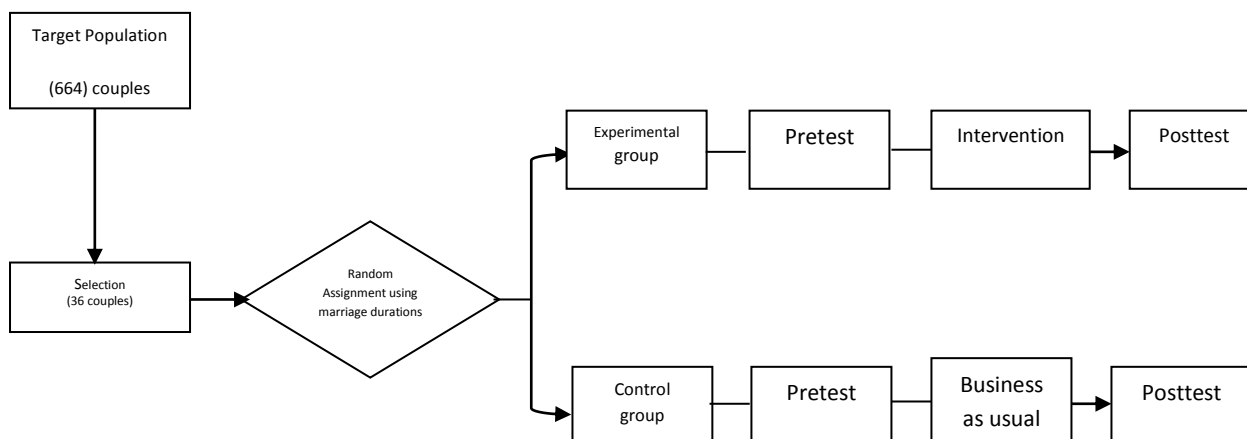 Target Population
(664) couples
Selection
(36 couples)
Random
Assignment using
marriage durations
Experimental
group
Pretest
Intervention
Posttest
Control
group
Pretest
Business
as usual
Posttest